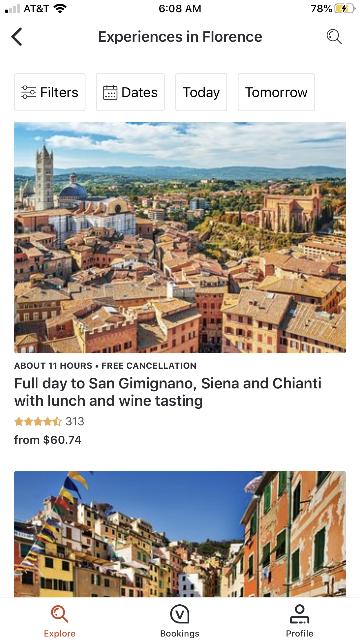 AT&T 6:08 AM 78%
Experiences in Florence
Filters Dates Today Tomorrow
ABOUT 11 HOURS • FREE CANCELLATION
Full day to San Gimignano, Siena and Chianti
with lunch and wine tasting
313
from $60.74
Explore Bookings Profile